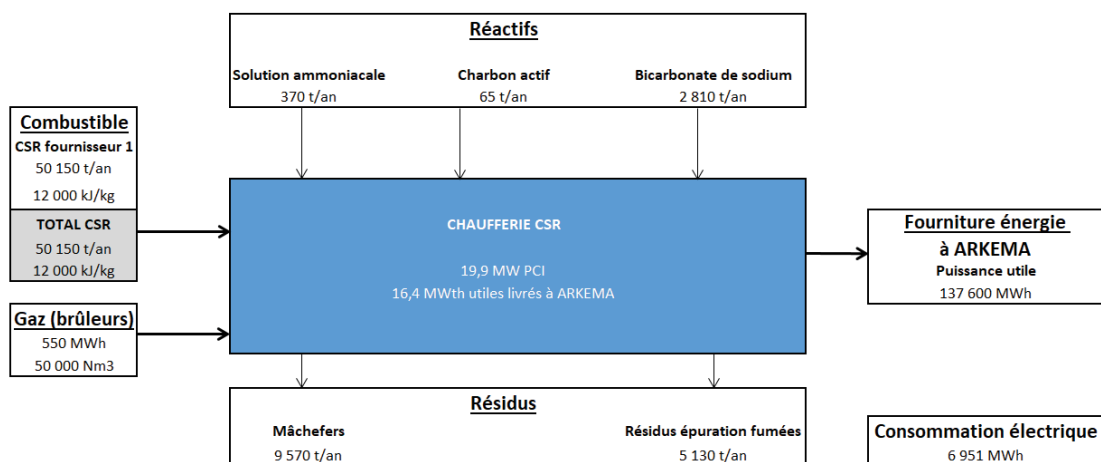 Réactifs
Solution ammoniacale
370 t/an
Charbon actif
65 t/an
Bicarbonate de sodium
2 810 t/an
Combustible
CSR fournisseur 1
50 150 t/an
12 000 kJ/kg
TOTAL CSR
50 150 t/an
12 000 kJ/kg
Gaz (brûleurs)
550 MWh
50 000 Nm3
CHAUFFERIE CSR
19,9 MW PCI
16,4 MWth utiles livrés à ARKEMA
Fourniture énergie
à ARKEMA
Puissance utile
137 600 MWh
Résidus
Mâchefers
9 570 t/an
Résidus épuration fumées
5 130 t/an
Consommation électrique
6 951 MWh